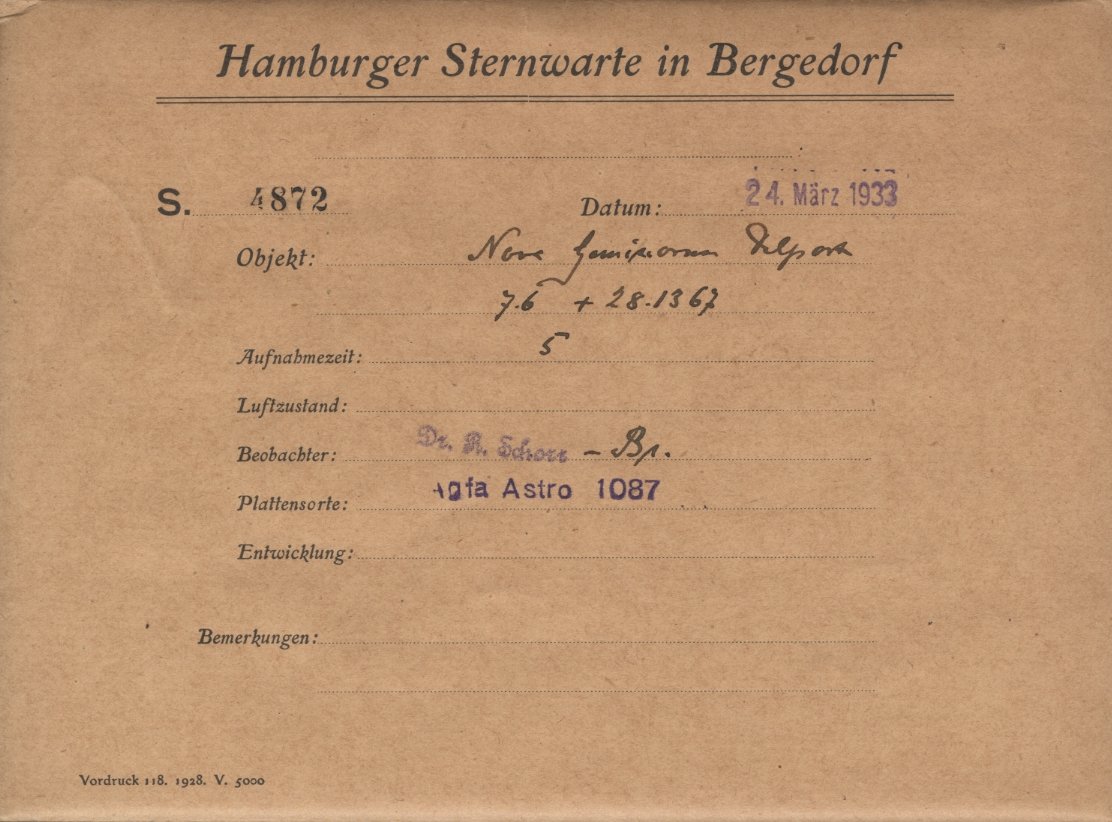 Hamburger Sternwarte in Bergedorf
S. 4872 Datum: 24. März 1933
Objekt: Nova Geminorum Delporte
7.6 + 28.1367
Aufnahmezeit: 5
Luftzustand:
Beobachter: Dr. R. Schorr – Br.
Plattensorte: Agfa Astro 1087
Entwicklung:
Bemerkungen:
Vordruck 118. 1928. V. 5000